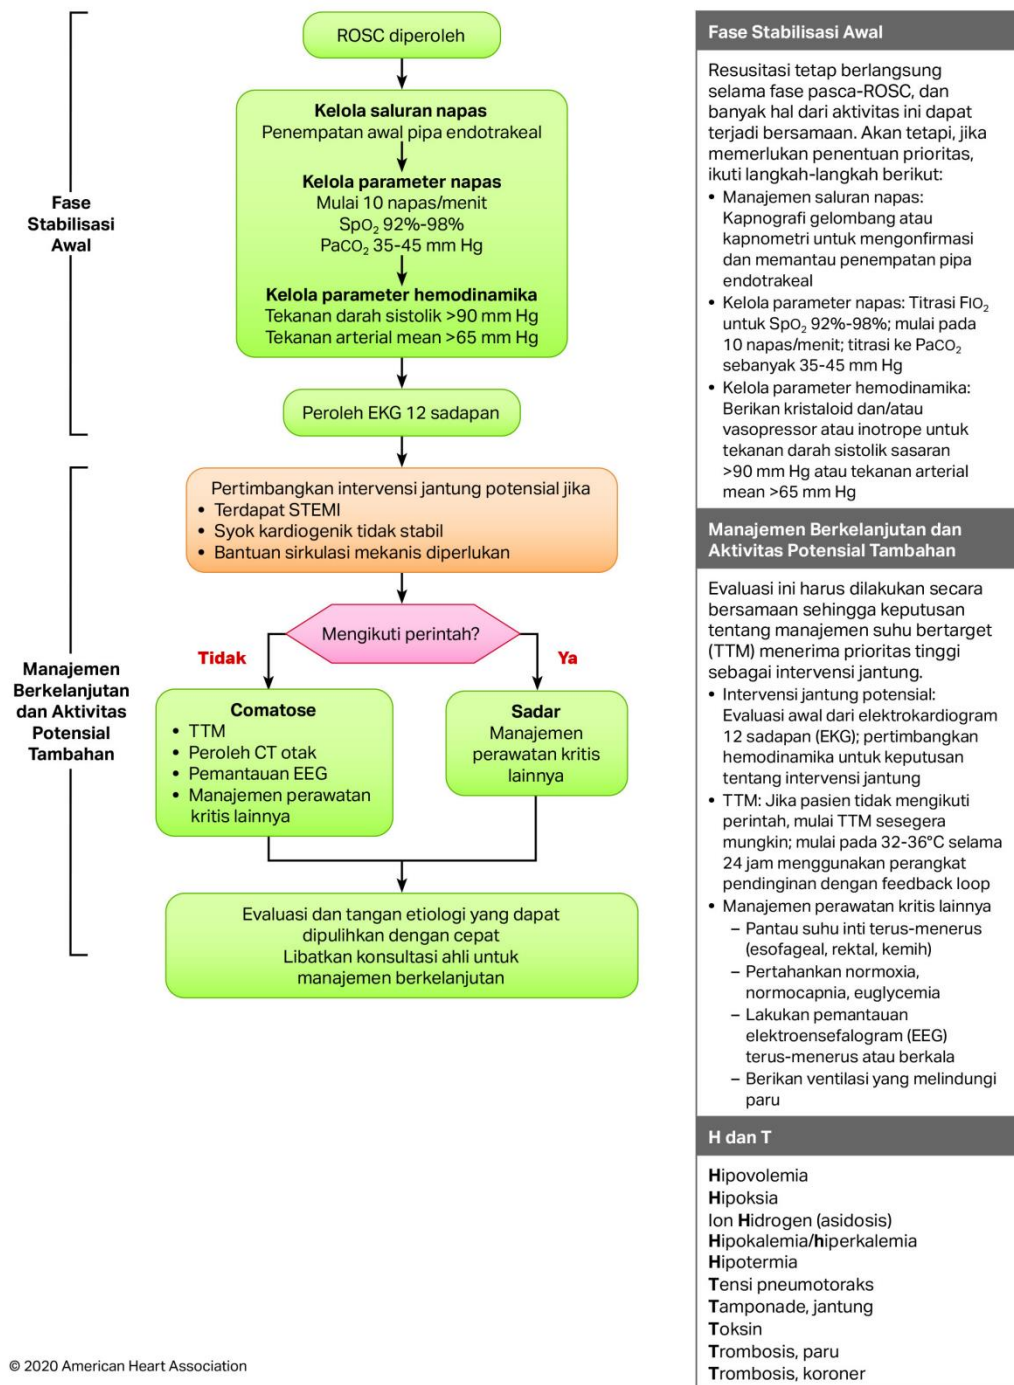 ROSC diperoleh
Kelola saluran napas
Penempatan awal pipa endotrakeal
Kelola parameter napas
Mulai 10 napas/menit
SpO₂ 92%-98%
PaCO₂ 35-45 mm Hg
Kelola parameter hemodinamika
Tekanan darah sistolik >90 mm Hg
Tekanan arterial mean >65 mm Hg
Fase
Stabilisasi
Awal
Peroleh EKG 12 sadapan
Pertimbangkan intervensi jantung potensial jika
• Terdapat STEMI
• Syok kardiogenik tidak stabil
• Bantuan sirkulasi mekanis diperlukan
Mengikuti perintah?
Tidak
Ya
Manajemen
Berkelanjutan
dan Aktivitas
Potensial
Tambahan
Comatose
• TTM
• Peroleh CT otak
• Pemantauan EEG
• Manajemen perawatan
kritis lainnya
Sadar
Manajemen
perawatan kritis
lainnya
Evaluasi dan tangan etiologi yang dapat
dipulihkan dengan cepat
Libatkan konsultasi ahli untuk
manajemen berkelanjutan
© 2020 American Heart Association
Fase Stabilisasi Awal
Resusitasi tetap berlangsung
selama fase pasca-ROSC, dan
banyak hal dari aktivitas ini dapat
terjadi bersamaan. Akan tetapi, jika
memerlukan penentuan prioritas,
ikuti langkah-langkah berikut:
• Manajemen saluran napas:
Kapnografi gelombang atau
kapnometri untuk mengonfirmasi
dan memantau penempatan pipa
endotrakeal
• Kelola parameter napas: Titrasi FIO₂
untuk SpO₂ 92%-98%; mulai pada
10 napas/menit; titrasi ke PaCO₂
sebanyak 35-45 mm Hg
• Kelola parameter hemodinamika:
Berikan kristaloid dan/atau
vasopressor atau inotrope untuk
tekanan darah sistolik sasaran
>90 mm Hg atau tekanan arterial
mean >65 mm Hg
Manajemen Berkelanjutan dan
Aktivitas Potensial Tambahan
Evaluasi ini harus dilakukan secara
bersamaan sehingga keputusan
tentang manajemen suhu bertarget
(TTM) menerima prioritas tinggi
sebagai intervensi jantung.
• Intervensi jantung potensial:
Evaluasi awal dari elektrokardiogram
12 sadapan (EKG); pertimbangkan
hemodinamika untuk keputusan
tentang intervensi jantung
• TTM: Jika pasien tidak mengikuti
perintah, mulai TTM sesegera
mungkin; mulai pada 32-36°C selama
24 jam menggunakan perangkat
pendinginan dengan feedback loop
• Manajemen perawatan kritis lainnya
– Pantau suhu inti terus-menerus
(esofageal, rektal, kemih)
– Pertahankan normoxia,
normocapnia, euglycemia
– Lakukan pemantauan
elektroensefalogram (EEG)
terus-menerus atau berkala
– Berikan ventilasi yang melindungi
paru
H dan T
Hipovolemia
Hipoksia
Ion Hidrogen (asidosis)
Hipokalemia/hiperkalemia
Hipotermia
Tensi pneumotoraks
Tamponade, jantung
Toksin
Trombosis, paru
Trombosis, koroner